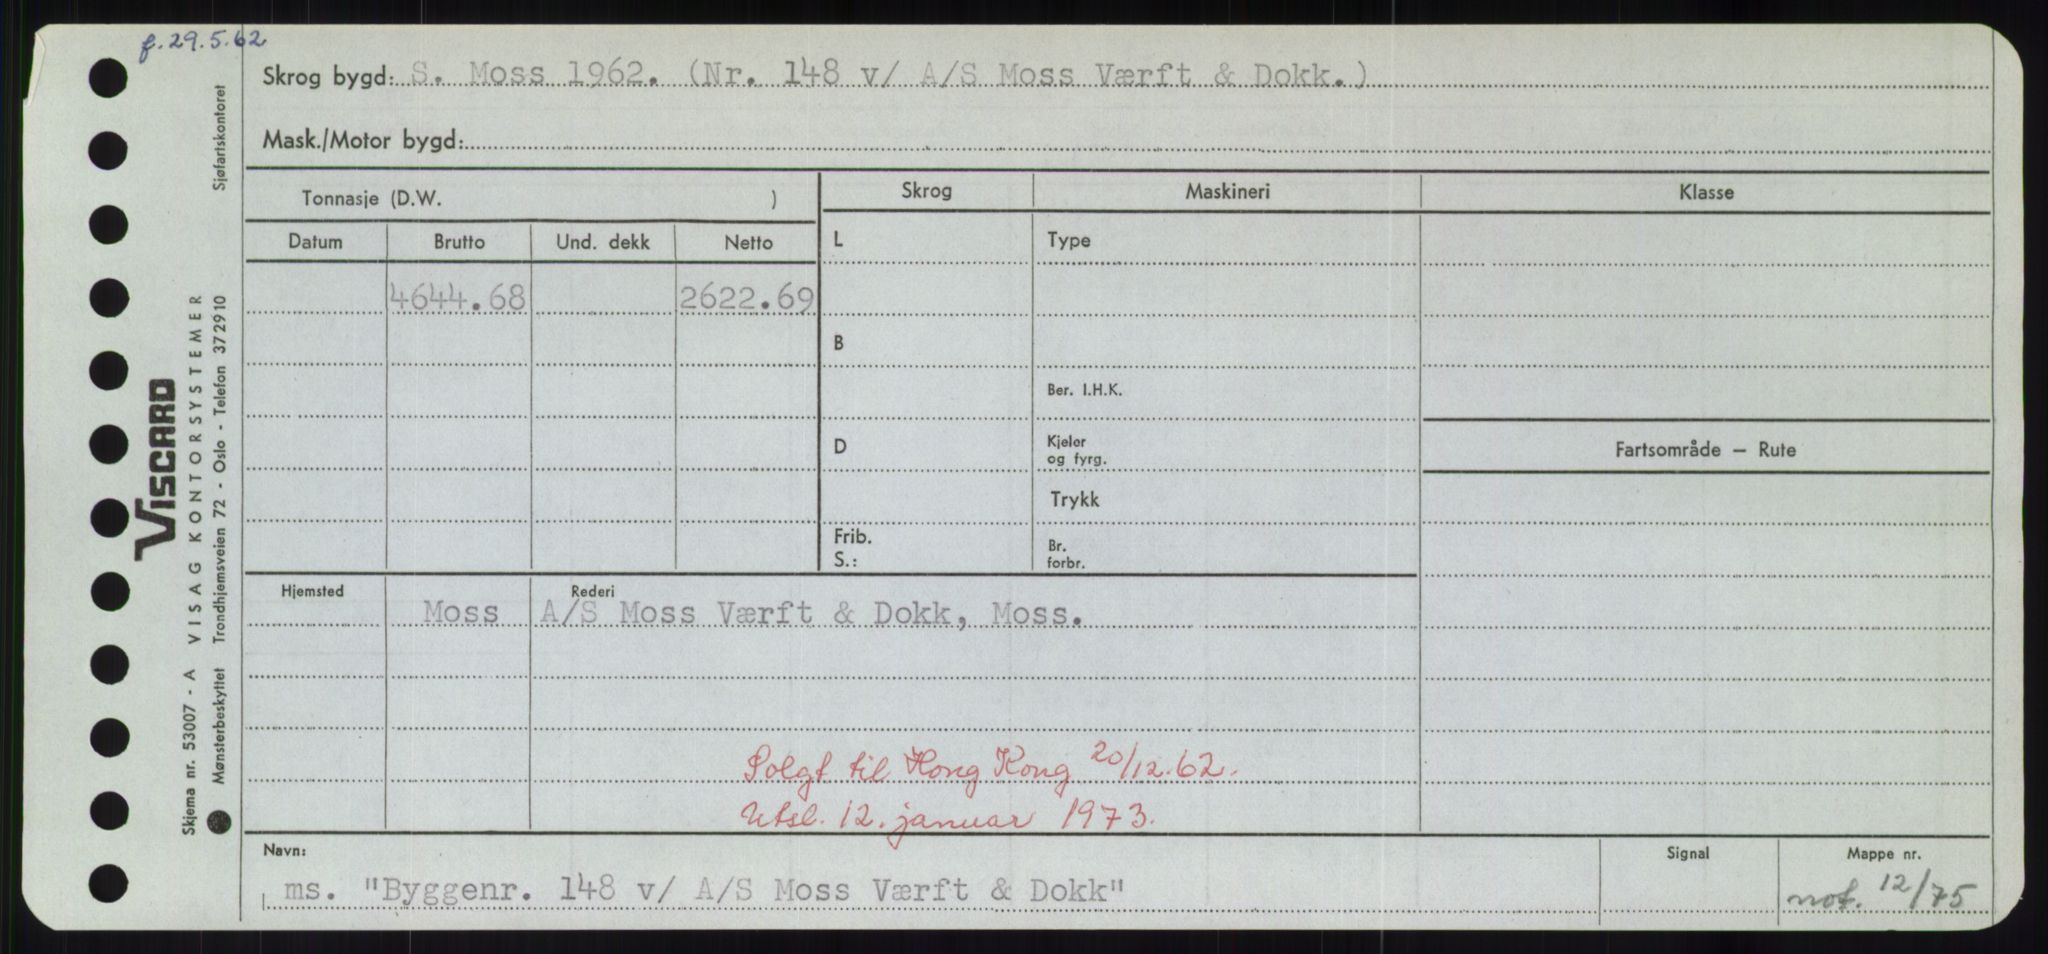 f. 29.5.62
Skrog bygd: S. Moss 1962. (Nr. 148 v/ A/S Moss Værft & Dokk.)
Mask./Motor bygd:
Tonnasje (D.W. )
Datum Brutto Und. dekk Netto
4644.68 2622.69
Skrog Maskineri Klasse
L Type
B
Ber. I.H.K.
D Kjeler og fyrg.
Trykk
Frib. S.: Br. forbr.
Fartsområde — Rute
Hjemsted Rederi
Moss A/S Moss Værft & Dokk, Moss.
Solgt til Hong Kong 20/12.62.
Utsl. 12. januar 1973.
Navn: Signal Mappe nr.
ms. "Byggenr. 148 v/ A/S Moss Værft & Dokk" not. 12/75
VISCARD
Skjema nr. 53007 - A VISAG KONTORSYSTEMER
Mønsterbeskyttet Trondhjemsveien 72 - Oslo - Telefon 372910 Sjøfartskontoret